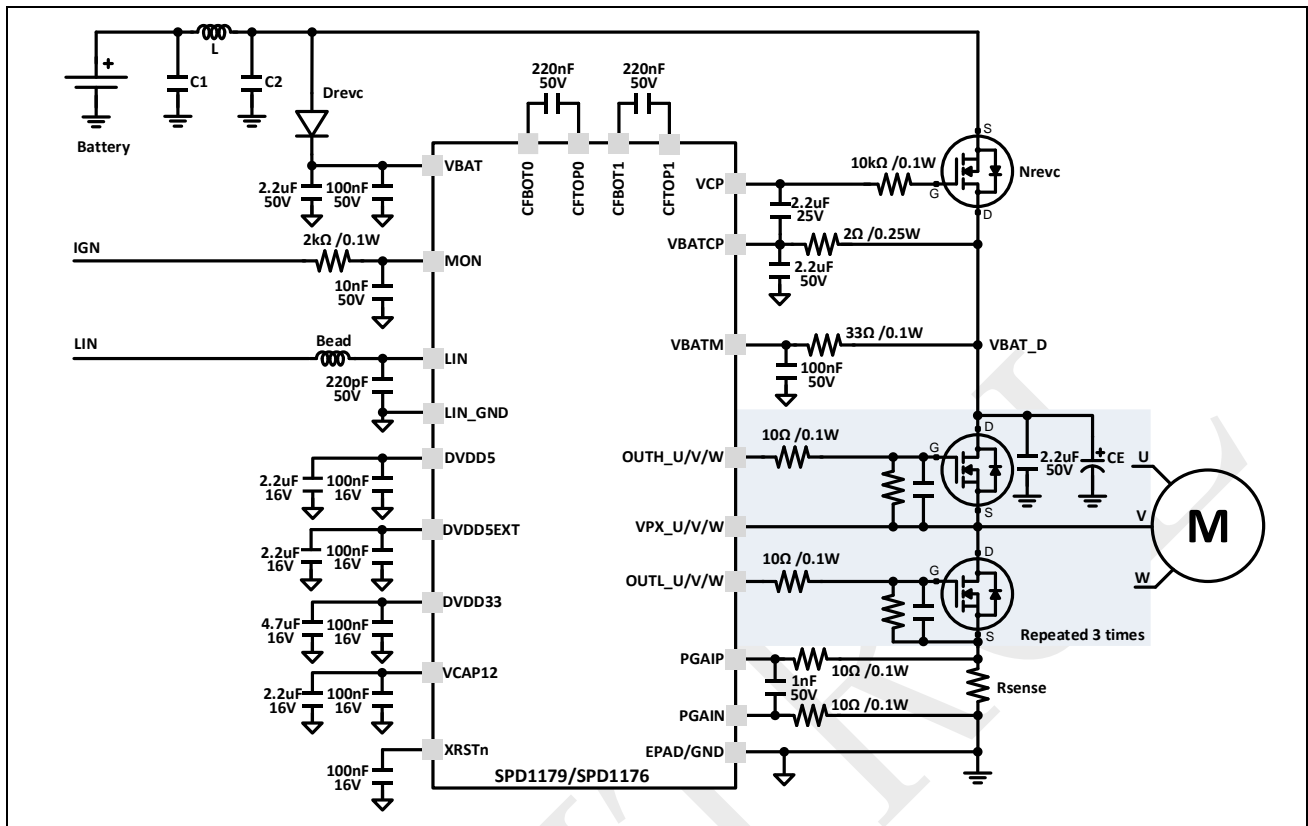 L
C1
C2
+
Battery
Drevc
220nF
50V
220nF
50V
CFBOT0
CFTOP0
CFBOT1
CFTOP1
VBAT
2.2uF
50V
100nF
50V
IGN
2kΩ /0.1W
MON
10nF
50V
LIN
Bead
LIN
220pF
50V
LIN_GND
DVDD5
2.2uF
16V
100nF
16V
DVDD5EXT
2.2uF
16V
100nF
16V
DVDD33
4.7uF
16V
100nF
16V
VCAP12
2.2uF
16V
100nF
16V
XRSTn
100nF
16V
SPD1179/SPD1176
VCP
10kΩ /0.1W
S
G
D
Nrevc
2.2uF
25V
VBATCP
2Ω /0.25W
2.2uF
50V
VBATM
33Ω /0.1W
VBAT_D
100nF
50V
OUTH_U/V/W
10Ω /0.1W
D
G
S
2.2uF
50V
+
CE
VPX_U/V/W
OUTL_U/V/W
10Ω /0.1W
D
G
S
Repeated 3 times
U
V
W
M
PGAIP
10Ω /0.1W
1nF
50V
Rsense
PGAIN
10Ω /0.1W
EPAD/GND